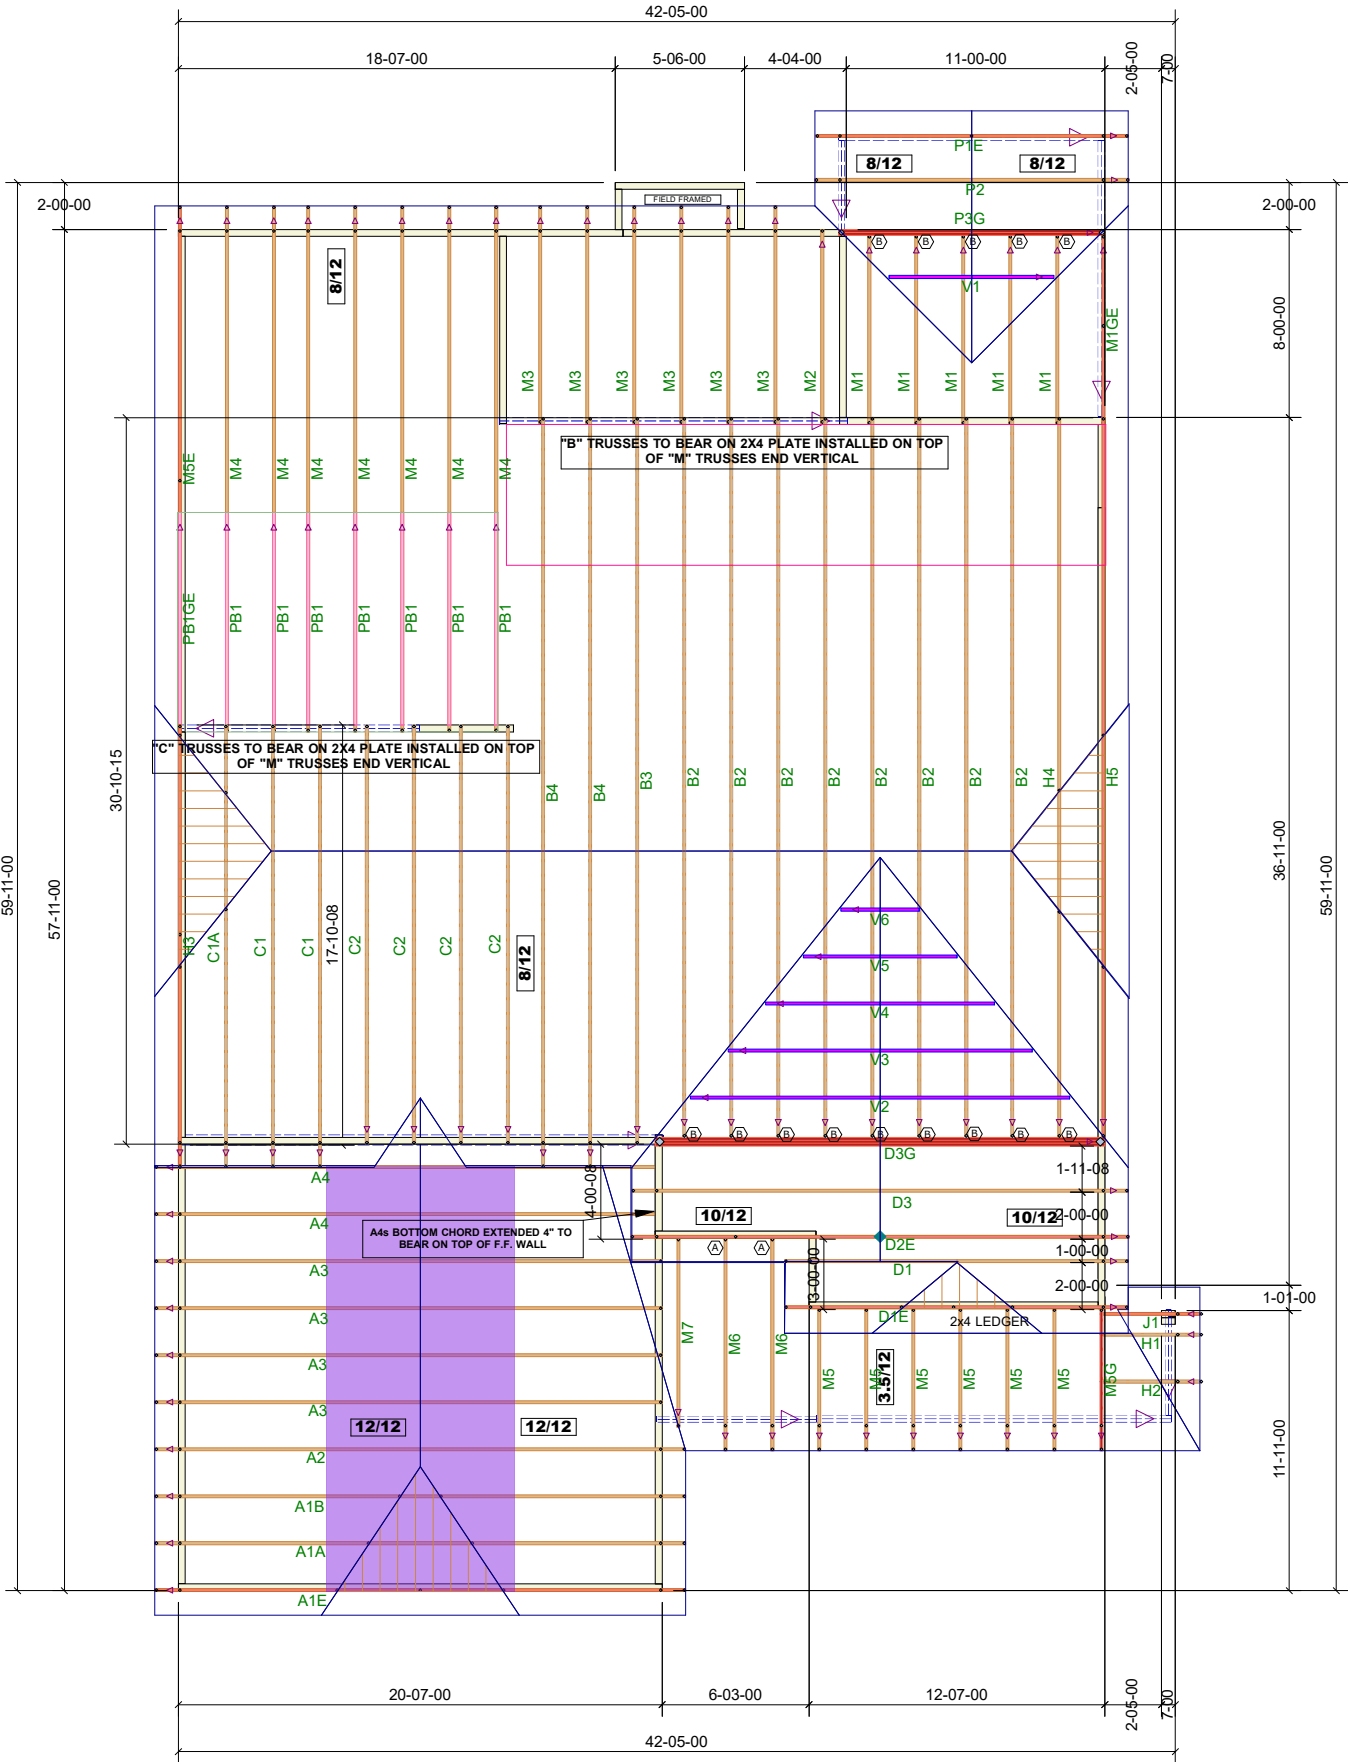 42-05-00
18-07-00
5-06-00
4-04-00
11-00-00
2-05-00
7-00
P1E
8/12
8/12
P2
2-00-00
FIELD FRAMED
2-00-00
P3G
B
B
B
B
B
8/12
V1
M1GE
8-00-00
M3
M3
M3
M3
M3
M3
M2
M1
M1
M1
M1
M1
"B" TRUSSES TO BEAR ON 2X4 PLATE INSTALLED ON TOP
OF "M" TRUSSES END VERTICAL
M5E
M4
M4
M4
M4
M4
M4
M4
PB1GE
PB1
PB1
PB1
PB1
PB1
PB1
PB1
"C" TRUSSES TO BEAR ON 2X4 PLATE INSTALLED ON TOP
OF "M" TRUSSES END VERTICAL
30-10-15
B4
B4
B3
B2
B2
B2
B2
B2
B2
B2
B2
H4
H5
59-11-00
57-11-00
36-11-00
59-11-00
H3
C1A
C1
C1
17-10-08
C2
C2
C2
C2
8/12
V6
V5
V4
V3
V2
B
B
B
B
B
B
B
B
B
D3G
A4
4-00-08
1-11-08
D3
A4
A4s BOTTOM CHORD EXTENDED 4" TO
BEAR ON TOP OF F.F. WALL
10/12
10/12
2-00-00
A
A
D2E
1-00-00
A3
D1
3-00-00
2-00-00
1-01-00
A3
D1E
2x4 LEDGER
J1
H1
M7
M6
M6
A3
M5
M5
M5
M5
M5
M5
3.5/12
M5G
H2
A3
12/12
12/12
A2
11-11-00
A1B
A1A
A1E
20-07-00
6-03-00
12-07-00
2-05-00
7-00
42-05-00